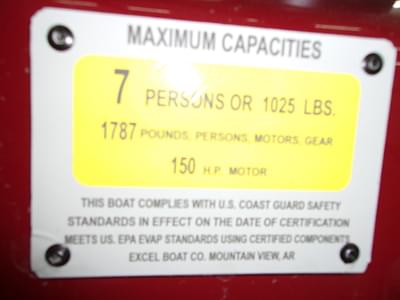 MAXIMUM CAPACITIES
7 PERSONS OR 1025 LBS.
1787 POUNDS, PERSONS, MOTORS, GEAR
150 H.P. MOTOR
THIS BOAT COMPLIES WITH U.S. COAST GUARD SAFETY
STANDARDS IN EFFECT ON THE DATE OF CERTIFICATION
MEETS US. EPA EVAP STANDARDS USING CERTIFIED COMPONENTS
EXCEL BOAT CO. MOUNTAIN VIEW, AR